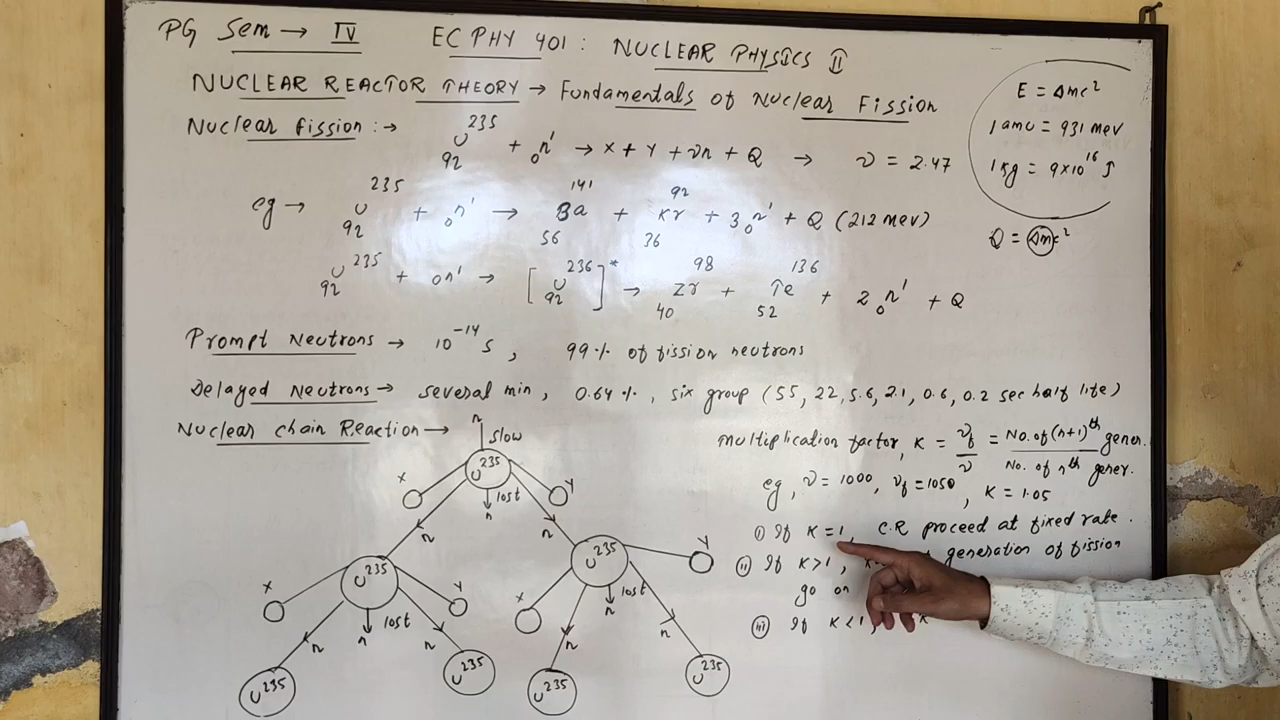 PG Sem → IV EC PHY 401 : NUCLEAR PHYSICS II
NUCLEAR REACTOR THEORY → Fundamentals of Nuclear Fission
E = Δmc²
1 amu = 931 mev
1 kg = 9×10¹⁶ J
Q = Δmc²
Nuclear fission :→ ₉₂U²³⁵ + ₀n¹ → x + y + νn + Q → ν = 2.47
eg → ₉₂U²³⁵ + ₀n¹ → ₅₆Ba¹⁴¹ + ₃₆Kr⁹² + 3 ₀n¹ + Q (212 mev)
₉₂U²³⁵ + ₀n¹ → [₉₂U²³⁶]* → ₄₀Zr⁹⁸ + ₅₂Te¹³⁶ + 2 ₀n¹ + Q
Prompt Neutrons → 10⁻¹⁴ s , 99 % of fission neutrons
Delayed Neutrons → several min , 0.64 % , six group (55, 22, 5.6, 2.1, 0.6, 0.2 sec half life)
Nuclear chain Reaction →
n slow
U²³⁵
X Y
lost
n n n
U²³⁵ U²³⁵
X Y X Y
lost lost
n n n n n n
U²³⁵ U²³⁵ U²³⁵ U²³⁵
Multiplication factor, K = νf/ν = No. of (n+1)th gener. / No. of nth gener.
eg, ν = 1000, νf = 1050, K = 1.05
(i) If K = 1, C.R proceed at fixed rate.
(ii) If K > 1, generation of fission
go on
(iii) If K < 1,